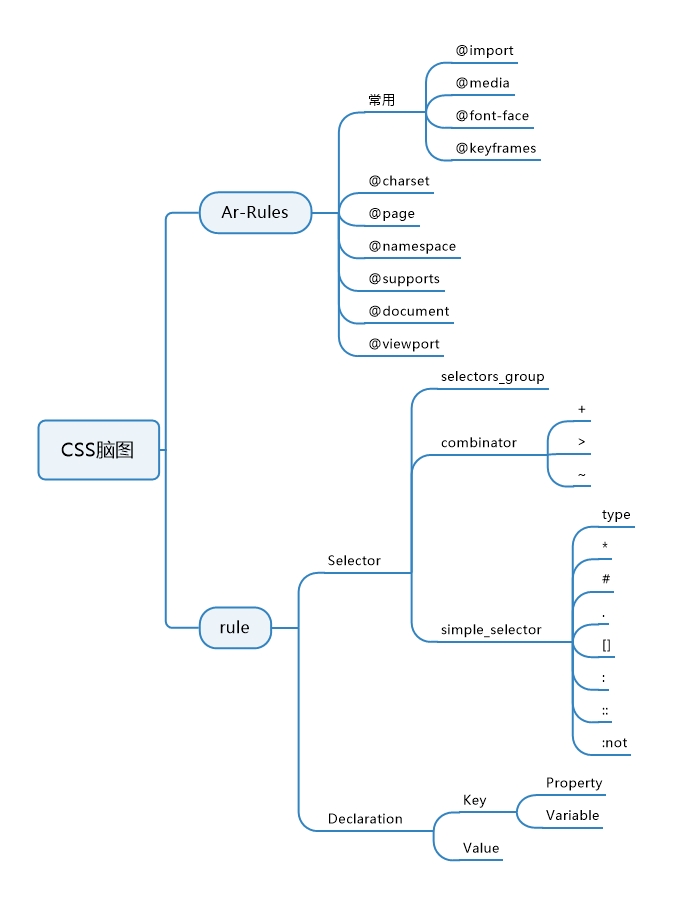 CSS脑图
Ar-Rules
常用
@import
@media
@font-face
@keyframes
@charset
@page
@namespace
@supports
@document
@viewport
rule
Selector
selectors_group
combinator
+
>
~
simple_selector
type
*
#
.
[]
:
::
:not
Declaration
Key
Property
Variable
Value